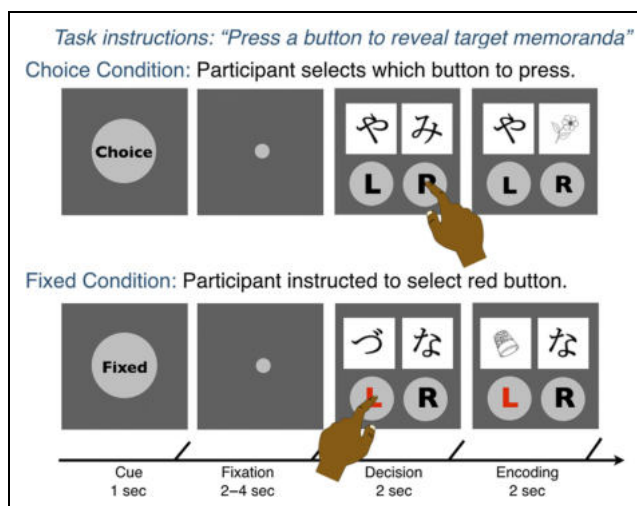 Task instructions: “Press a button to reveal target memoranda”
Choice Condition: Participant selects which button to press.
Choice
や み
L R
や
L R
Fixed Condition: Participant instructed to select red button.
Fixed
づ な
L R
な
L R
Cue Fixation Decision Encoding
1 sec 2–4 sec 2 sec 2 sec